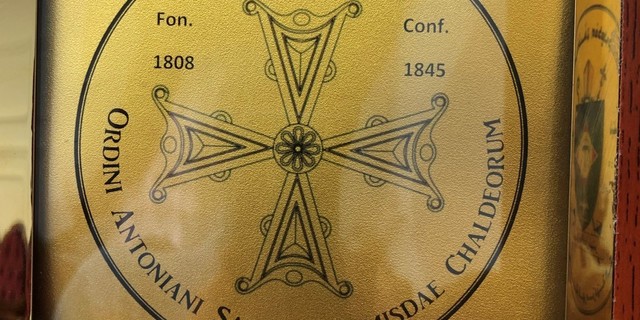 Fon.
1808
Conf.
1845
ORDINI ANTONIANI CHALDEORUM